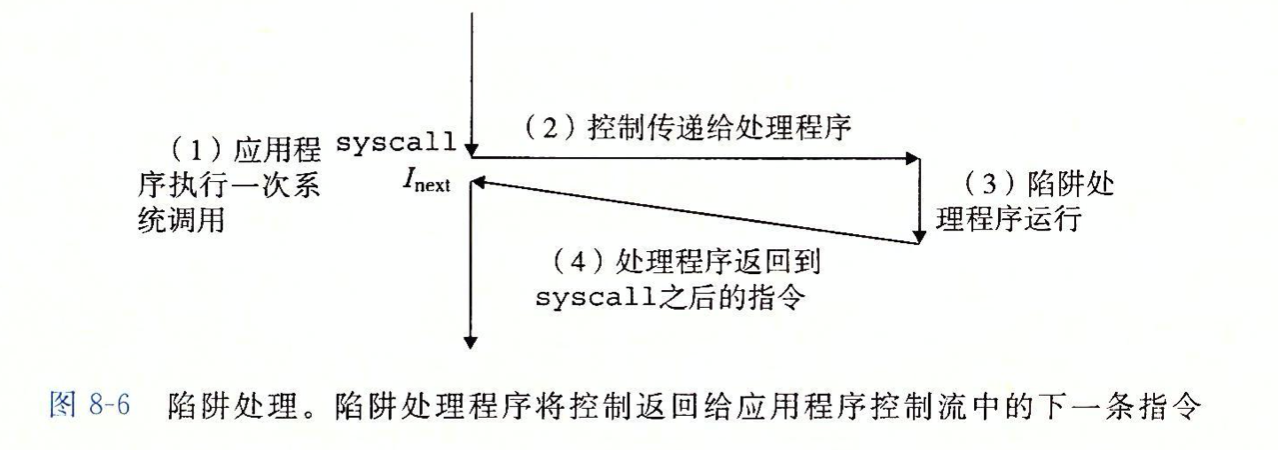 （2）控制传递给处理程序
（1）应用程
序执行一次系
统调用
syscall
Inext
（3）陷阱处
理程序运行
（4）处理程序返回到
syscall之后的指令
图 8-6 陷阱处理。陷阱处理程序将控制返回给应用程序控制流中的下一条指令